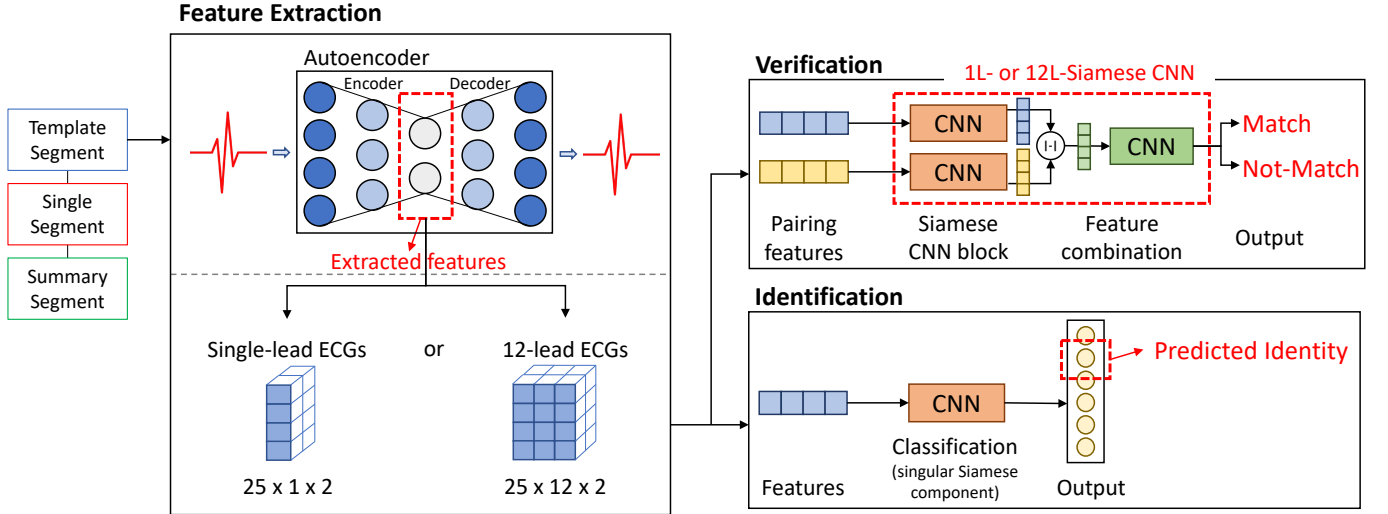 Feature Extraction
Template
Segment
Single
Segment
Summary
Segment
Autoencoder
Encoder
Decoder
Extracted features
Single-lead ECGs
or
12-lead ECGs
25 x 1 x 2
25 x 12 x 2
Verification
1L- or 12L-Siamese CNN
CNN
CNN
|·|
CNN
Match
Not-Match
Pairing
features
Siamese
CNN block
Feature
combination
Output
Identification
CNN
Predicted Identity
Features
Classification
(singular Siamese
component)
Output